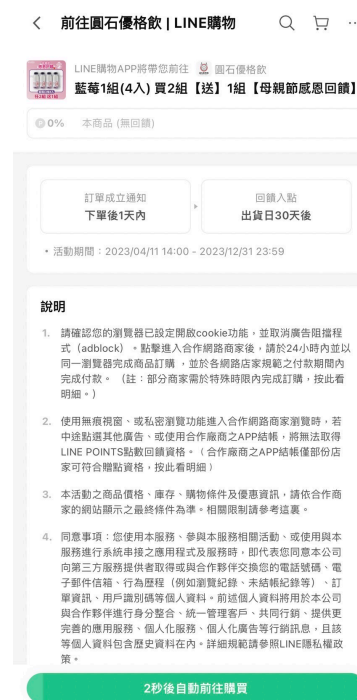 前往圓石優格飲 | LINE購物
LINE購物APP將帶您前往 圓石優格飲
藍莓1組(4入) 買2組【送】1組【母親節感恩回饋】
0% 本商品 (無回饋)
訂單成立通知
下單後1天內
回饋入點
出貨日30天後
• 活動期間：2023/04/11 14:00 - 2023/12/31 23:59
說明
1. 請確認您的瀏覽器已設定開啟cookie功能，並取消廣告阻擋程
式（adblock）。點擊進入合作網路商家後，請於24小時內並以
同一瀏覽器完成商品訂購 ，並於各網路店家規範之付款期間內
完成付款。 （註：部分商家需於特殊時限內完成訂購，按此看
明細。）
2. 使用無痕視窗、或私密瀏覽功能進入合作網路商家瀏覽時，若
中途點選其他廣告、或使用合作廠商之APP結帳，將無法取得
LINE POINTS點數回饋資格。（合作廠商之APP結帳僅部份店
家可符合贈點資格，按此看明細）
3. 本活動之商品價格、庫存、購物條件及優惠資訊，請依合作商
家的網站顯示之最終條件為準。相關限制請參考這裏。
4. 同意事項：您使用本服務、參與本服務相關活動、或使用與本
服務進行系統串接之應用程式及服務時，即代表您同意本公司
向第三方服務提供者取得或與合作夥伴交換您的電話號碼、電
子郵件信箱、行為歷程（例如瀏覽紀錄、未結帳紀錄等）、訂
單資訊、用戶識別碼等個人資料。前述個人資料將用於本公司
與合作夥伴進行身分整合、統一管理客戶、共同行銷、提供更
完善的應用服務、個人化服務、個人化廣告等行銷訊息，且該
等個人資料包含歷史資料在內。詳細規範請參照LINE隱私權政
策。
2秒後自動前往購買